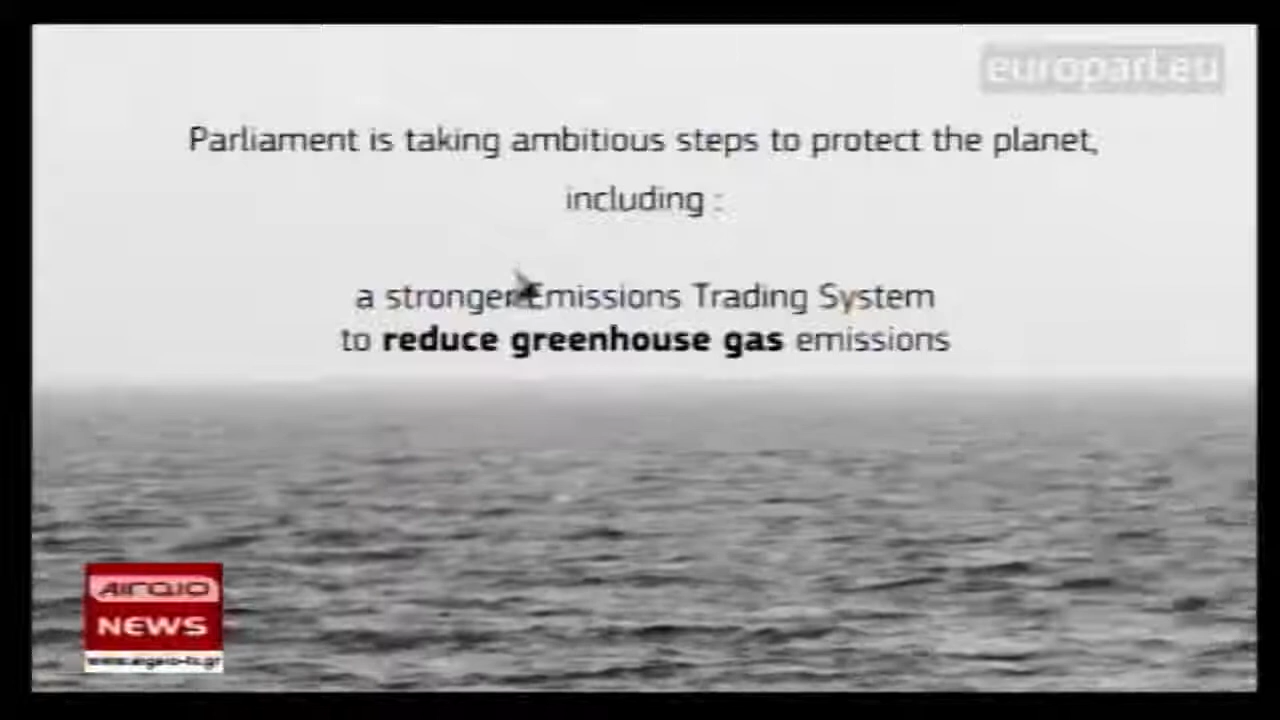 europarl.eu
Parliament is taking ambitious steps to protect the planet,
including :
a stronger Emissions Trading System
to reduce greenhouse gas emissions
ΑΙΓΑΙΟ
NEWS